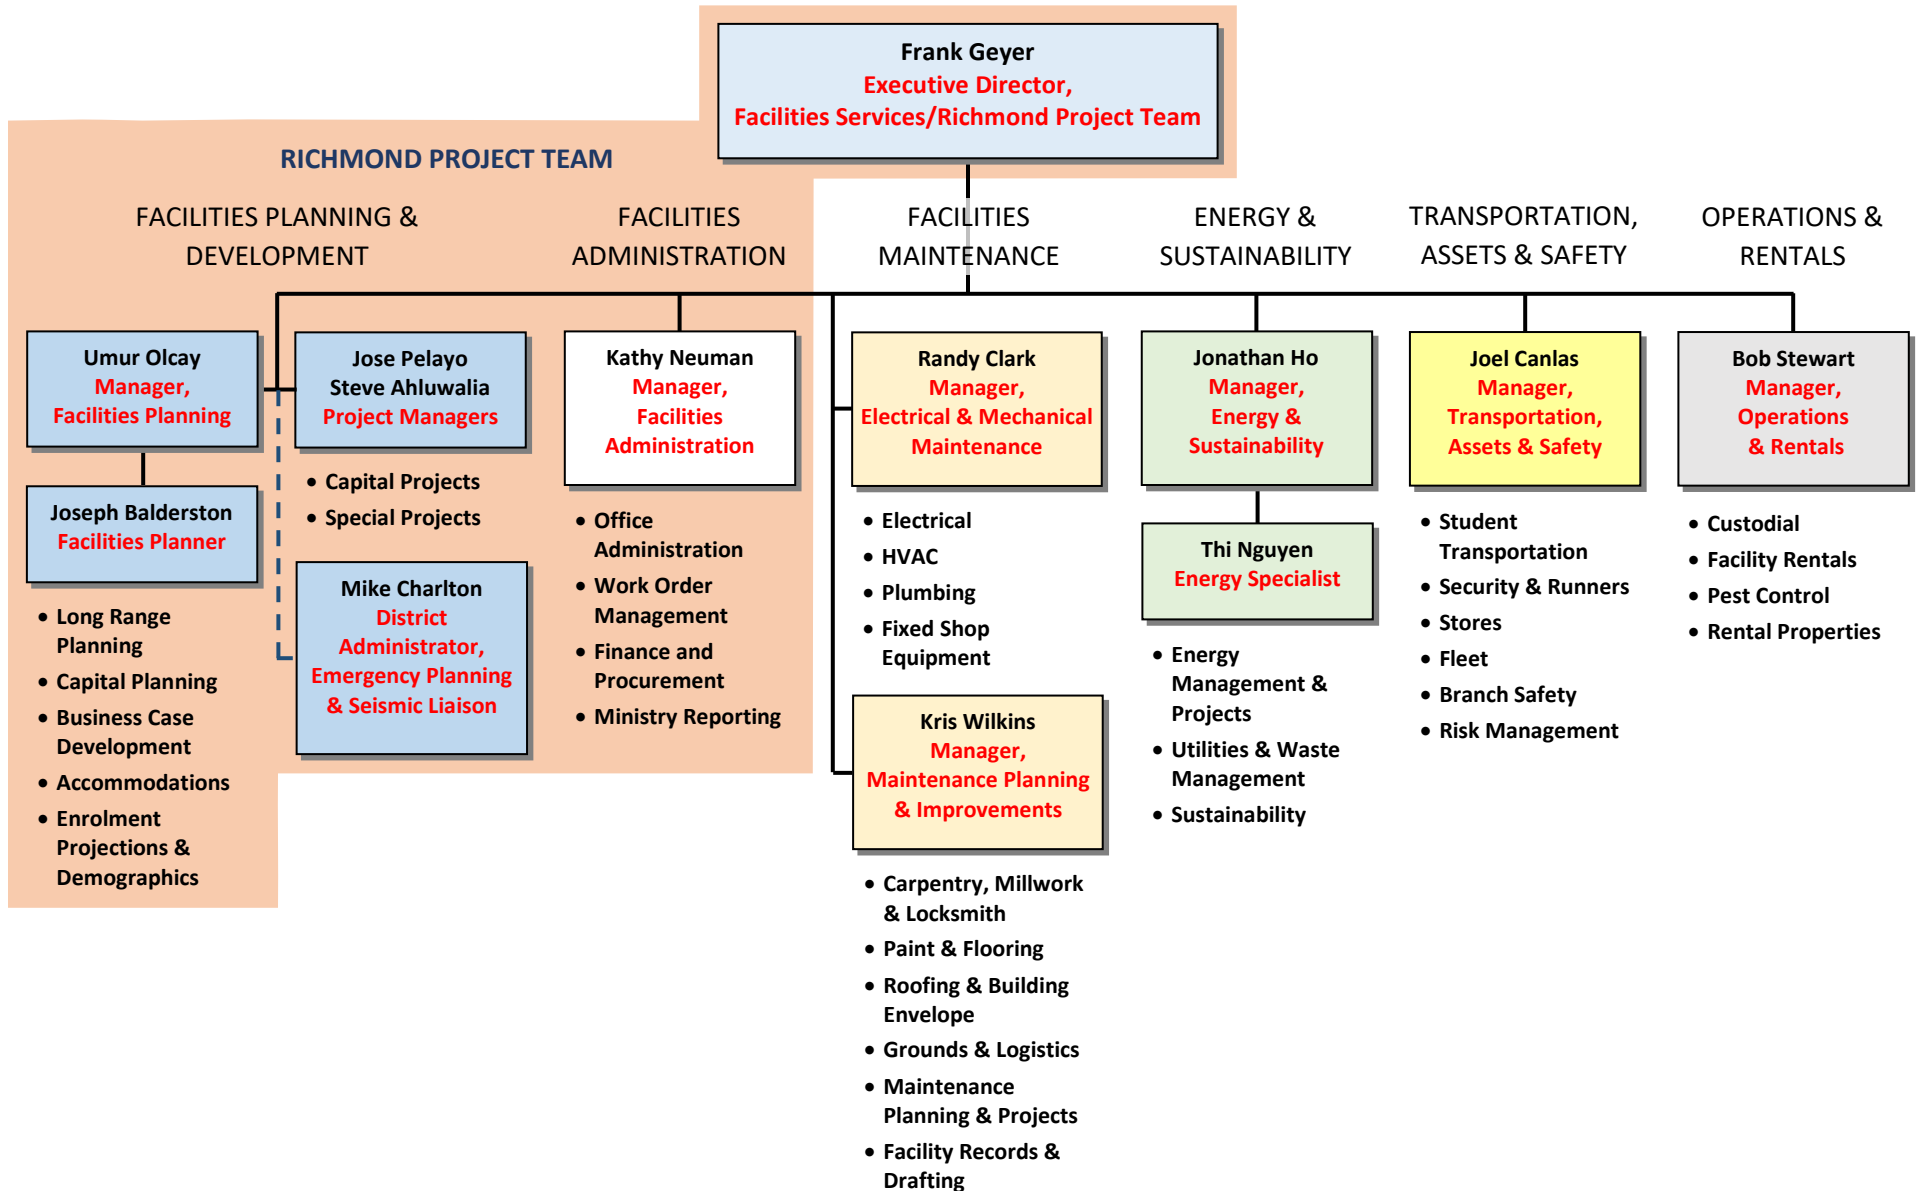 Frank Geyer
Executive Director,
Facilities Services/Richmond Project Team
RICHMOND PROJECT TEAM
FACILITIES PLANNING &
DEVELOPMENT
Umur Olcay
Manager,
Facilities Planning
Joseph Balderston
Facilities Planner
• Long Range
Planning
• Capital Planning
• Business Case
Development
• Accommodations
• Enrolment
Projections &
Demographics
Jose Pelayo
Steve Ahluwalia
Project Managers
• Capital Projects
• Special Projects
Mike Charlton
District
Administrator,
Emergency Planning
& Seismic Liaison
FACILITIES
ADMINISTRATION
Kathy Neuman
Manager,
Facilities
Administration
• Office
Administration
• Work Order
Management
• Finance and
Procurement
• Ministry Reporting
FACILITIES
MAINTENANCE
Randy Clark
Manager,
Electrical & Mechanical
Maintenance
• Electrical
• HVAC
• Plumbing
• Fixed Shop
Equipment
Kris Wilkins
Manager,
Maintenance Planning
& Improvements
• Carpentry, Millwork
& Locksmith
• Paint & Flooring
• Roofing & Building
Envelope
• Grounds & Logistics
• Maintenance
Planning & Projects
• Facility Records &
Drafting
ENERGY &
SUSTAINABILITY
Jonathan Ho
Manager,
Energy &
Sustainability
Thi Nguyen
Energy Specialist
• Energy
Management &
Projects
• Utilities & Waste
Management
• Sustainability
TRANSPORTATION,
ASSETS & SAFETY
Joel Canlas
Manager,
Transportation,
Assets & Safety
• Student
Transportation
• Security & Runners
• Stores
• Fleet
• Branch Safety
• Risk Management
OPERATIONS &
RENTALS
Bob Stewart
Manager,
Operations
& Rentals
• Custodial
• Facility Rentals
• Pest Control
• Rental Properties